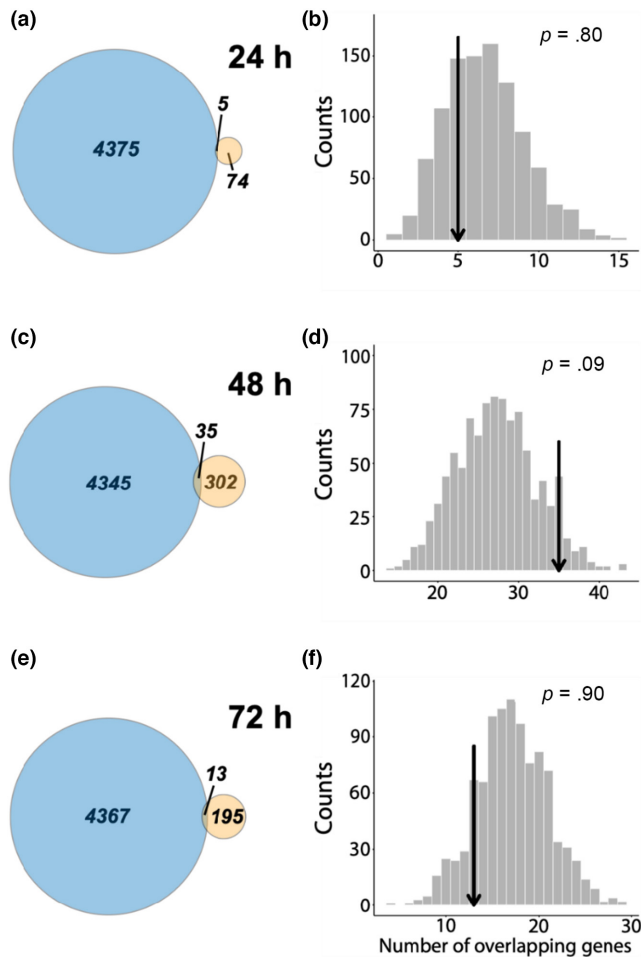 (a)
24 h
5
4375
74
(b)
p = .80
Counts
150
100
50
0
0 5 10 15
(c)
48 h
35
4345
302
(d)
p = .09
Counts
100
75
50
25
0
20 30 40
(e)
72 h
13
4367
195
(f)
p = .90
Counts
120
90
60
30
0
10 20 30
Number of overlapping genes